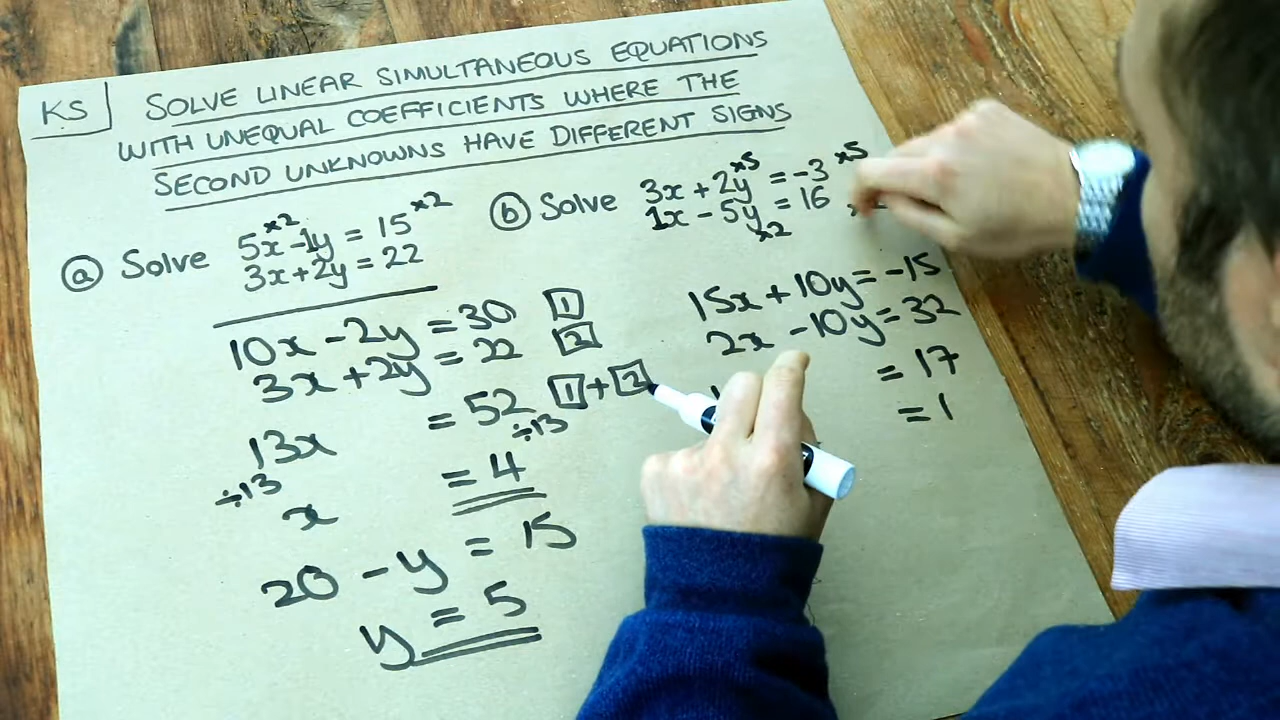 KS
SOLVE LINEAR SIMULTANEOUS EQUATIONS
WITH UNEQUAL COEFFICIENTS WHERE THE
SECOND UNKNOWNS HAVE DIFFERENT SIGNS
ⓐ Solve
×2 ×2
5x-1y = 15
3x+2y = 22
10x - 2y = 30 1
3x + 2y = 22 2
13x = 52 1 + 2
÷13 ÷13
x = 4
20 - y = 15
y = 5
ⓑ Solve
×5 ×5
3x + 2y = -3
1x - 5y = 16
×2
15x + 10y = -15
2x - 10y = 32
= 17
= 1